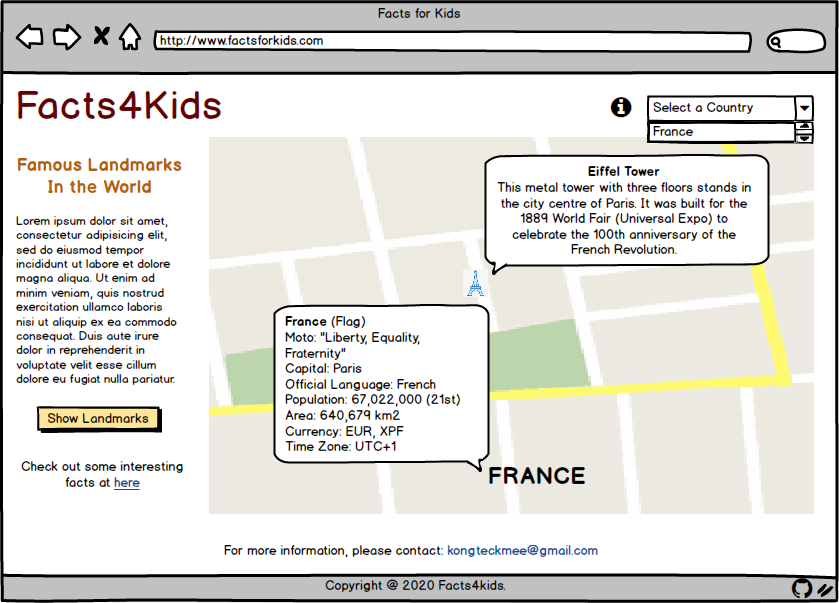 Facts for Kids
http://www.factsforkids.com
Facts4Kids
Select a Country
France
Famous Landmarks
In the World
Lorem ipsum dolor sit amet,
consectetur adipisicing elit,
sed do eiusmod tempor
incididunt ut labore et dolore
magna aliqua. Ut enim ad
minim veniam, quis nostrud
exercitation ullamco laboris
nisi ut aliquip ex ea commodo
consequat. Duis aute irure
dolor in reprehenderit in
voluptate velit esse cillum
dolore eu fugiat nulla pariatur.
Show Landmarks
Check out some interesting
facts at here
Eiffel Tower
This metal tower with three floors stands in
the city centre of Paris. It was built for the
1889 World Fair (Universal Expo) to
celebrate the 100th anniversary of the
French Revolution.
France (Flag)
Moto: "Liberty, Equality,
Fraternity"
Capital: Paris
Official Language: French
Population: 67,022,000 (21st)
Area: 640,679 km2
Currency: EUR, XPF
Time Zone: UTC+1
FRANCE
For more information, please contact: kongteckmee@gmail.com
Copyright @ 2020 Facts4kids.